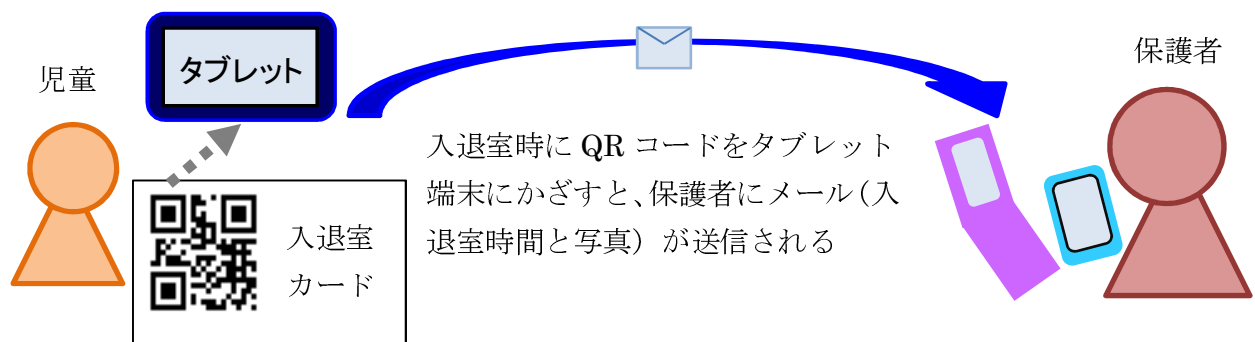 児童
タブレット
保護者
入退室時に QR コードをタブレット
端末にかざすと、保護者にメール（入
退室時間と写真）が送信される
入退室
カード